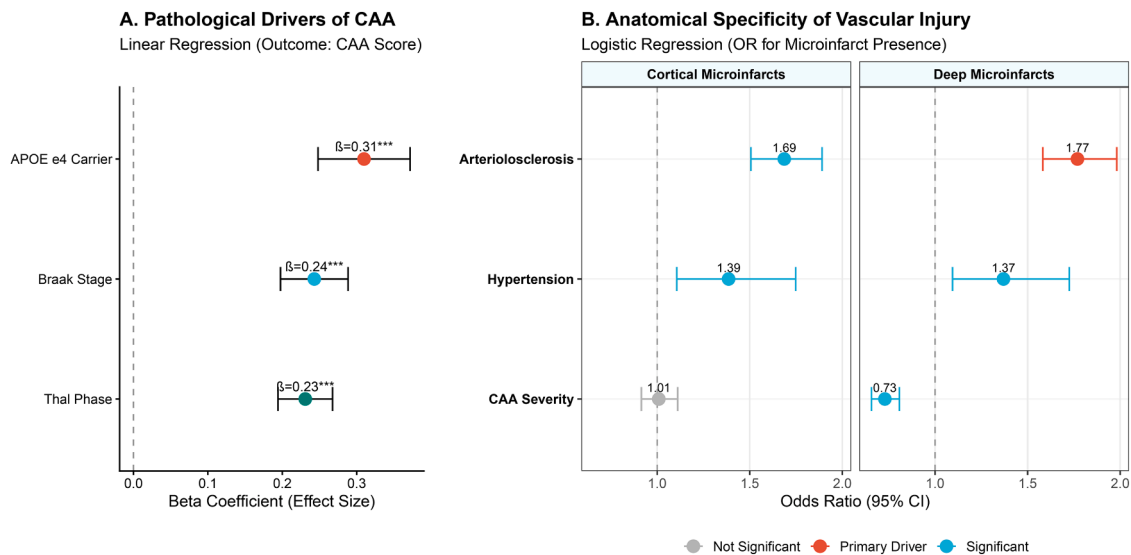 A. Pathological Drivers of CAA
Linear Regression (Outcome: CAA Score)
APOE e4 Carrier
ß=0.31***
Braak Stage
ß=0.24***
Thal Phase
ß=0.23***
0.0 0.1 0.2 0.3
Beta Coefficient (Effect Size)
B. Anatomical Specificity of Vascular Injury
Logistic Regression (OR for Microinfarct Presence)
Cortical Microinfarcts Deep Microinfarcts
Arteriolosclerosis 1.69 1.77
Hypertension 1.39 1.37
CAA Severity 1.01 0.73
1.0 1.5 2.0 1.0 1.5 2.0
Odds Ratio (95% CI)
Not Significant Primary Driver Significant